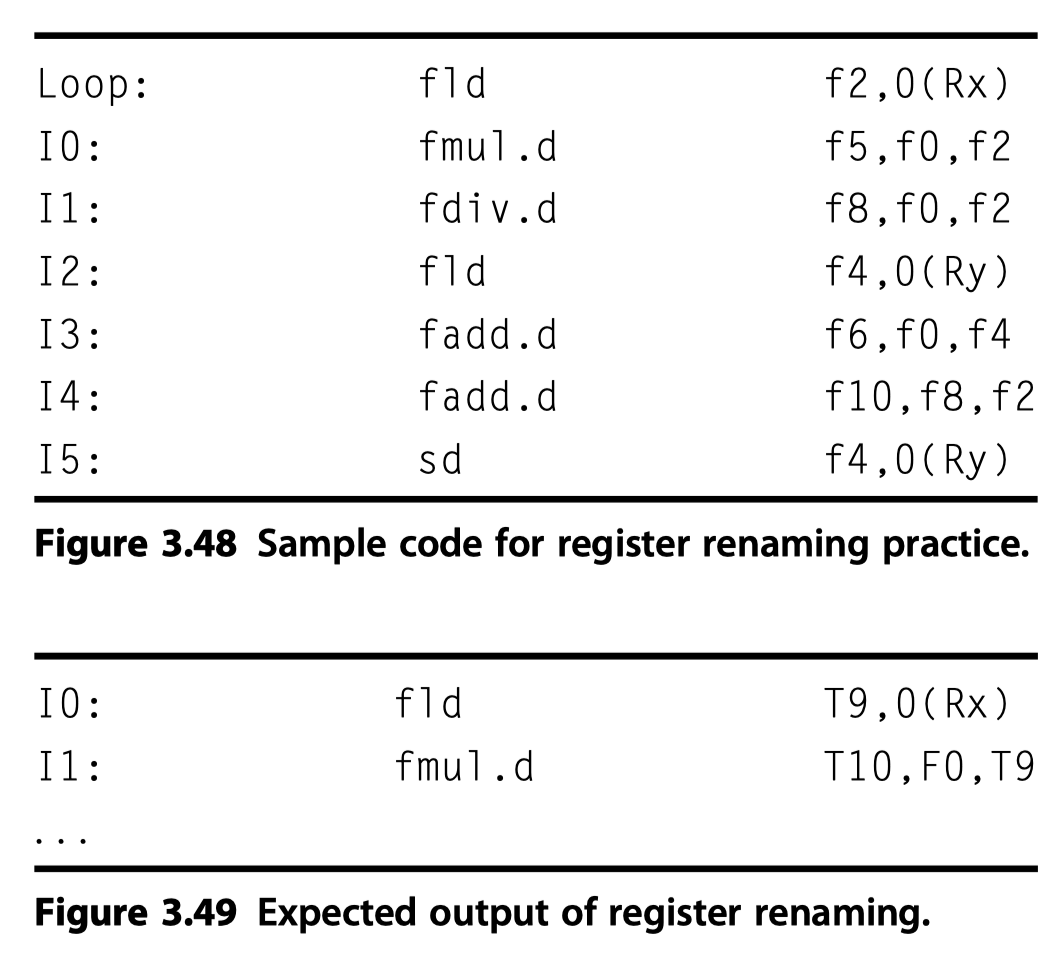 Loop: fld f2,0(Rx)
I0: fmul.d f5,f0,f2
I1: fdiv.d f8,f0,f2
I2: fld f4,0(Ry)
I3: fadd.d f6,f0,f4
I4: fadd.d f10,f8,f2
I5: sd f4,0(Ry)
Figure 3.48 Sample code for register renaming practice.
I0: fld T9,0(Rx)
I1: fmul.d T10,F0,T9
...
Figure 3.49 Expected output of register renaming.